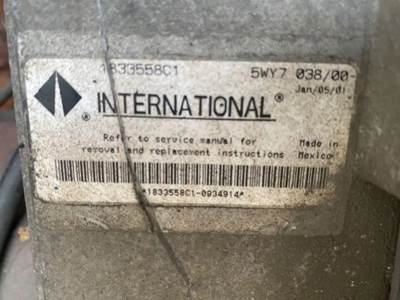 1833558C1 5WY7 038/00-
Jan/05/01
® INTERNATIONAL®
Refer to service manual for Made in
removal and replacement instructions Mexico
*1833558C1-0934914*